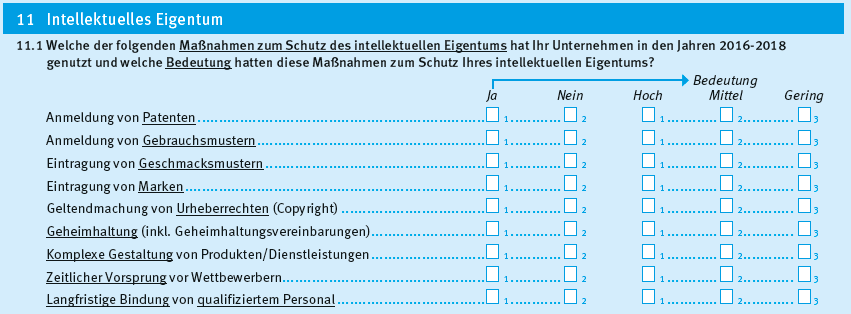 11 Intellektuelles Eigentum
11.1 Welche der folgenden Maßnahmen zum Schutz des intellektuellen Eigentums hat Ihr Unternehmen in den Jahren 2016-2018
genutzt und welche Bedeutung hatten diese Maßnahmen zum Schutz Ihres intellektuellen Eigentums?
Bedeutung
Ja Nein Hoch Mittel Gering
Anmeldung von Patenten 1 2 1 2 3
Anmeldung von Gebrauchsmustern 1 2 1 2 3
Eintragung von Geschmacksmustern 1 2 1 2 3
Eintragung von Marken 1 2 1 2 3
Geltendmachung von Urheberrechten (Copyright) 1 2 1 2 3
Geheimhaltung (inkl. Geheimhaltungsvereinbarungen) 1 2 1 2 3
Komplexe Gestaltung von Produkten/Dienstleistungen 1 2 1 2 3
Zeitlicher Vorsprung vor Wettbewerbern 1 2 1 2 3
Langfristige Bindung von qualifiziertem Personal 1 2 1 2 3